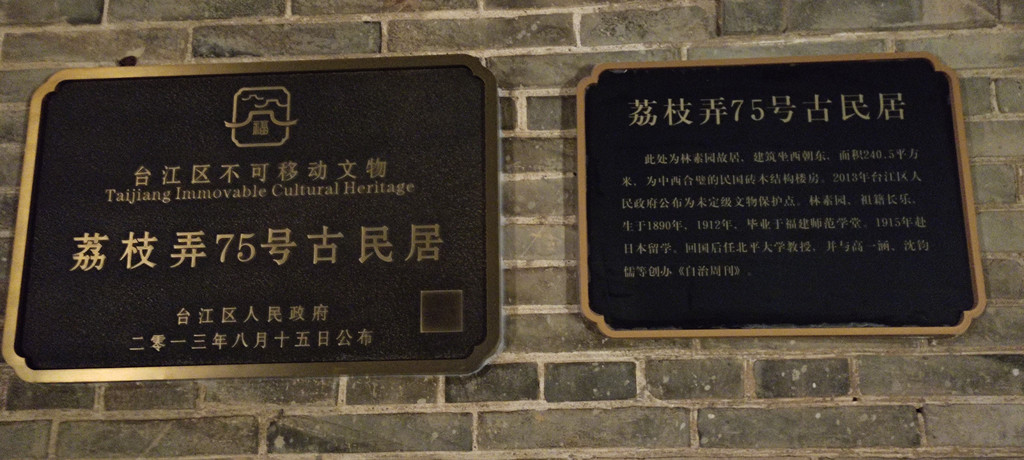 福
台江区不可移动文物
Taijiang Immovable Cultural Heritage
荔枝弄75号古民居
台江区人民政府
二零一三年八月十五日公布
荔枝弄75号古民居
此处为林素园故居，建筑坐西朝东，面积240.5平方
米，为中西合壁的民国砖木结构楼房。2013年台江区人
民政府公布为未定级文物保护点。林素园，祖籍长乐，
生于1890年，1912年，毕业于福建师范学堂。1915年赴
日本留学。回国后任北平大学教授，并与高一涵、沈钧
儒等创办《自治周刊》。